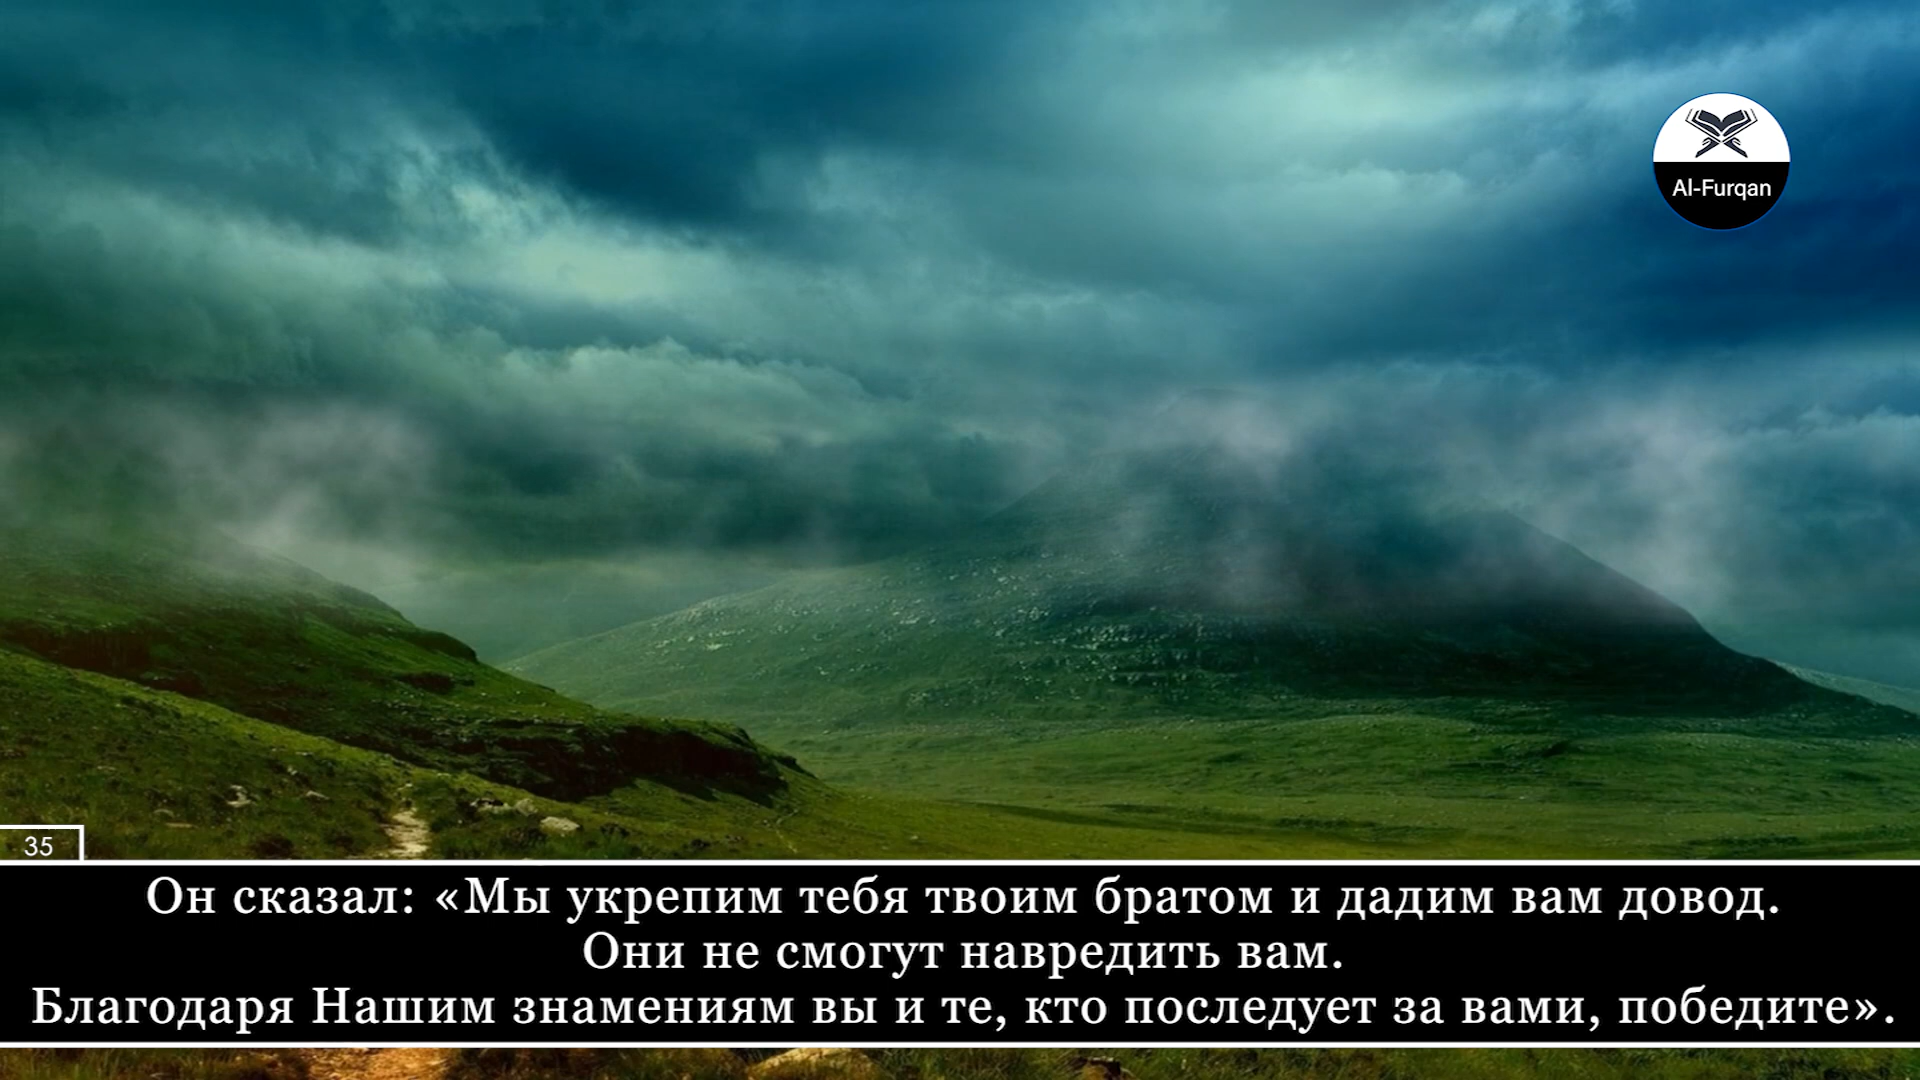 Al-Furqan
35
Он сказал: «Мы укрепим тебя твоим братом и дадим вам довод.
Они не смогут навредить вам.
Благодаря Нашим знамениям вы и те, кто последует за вами, победите».